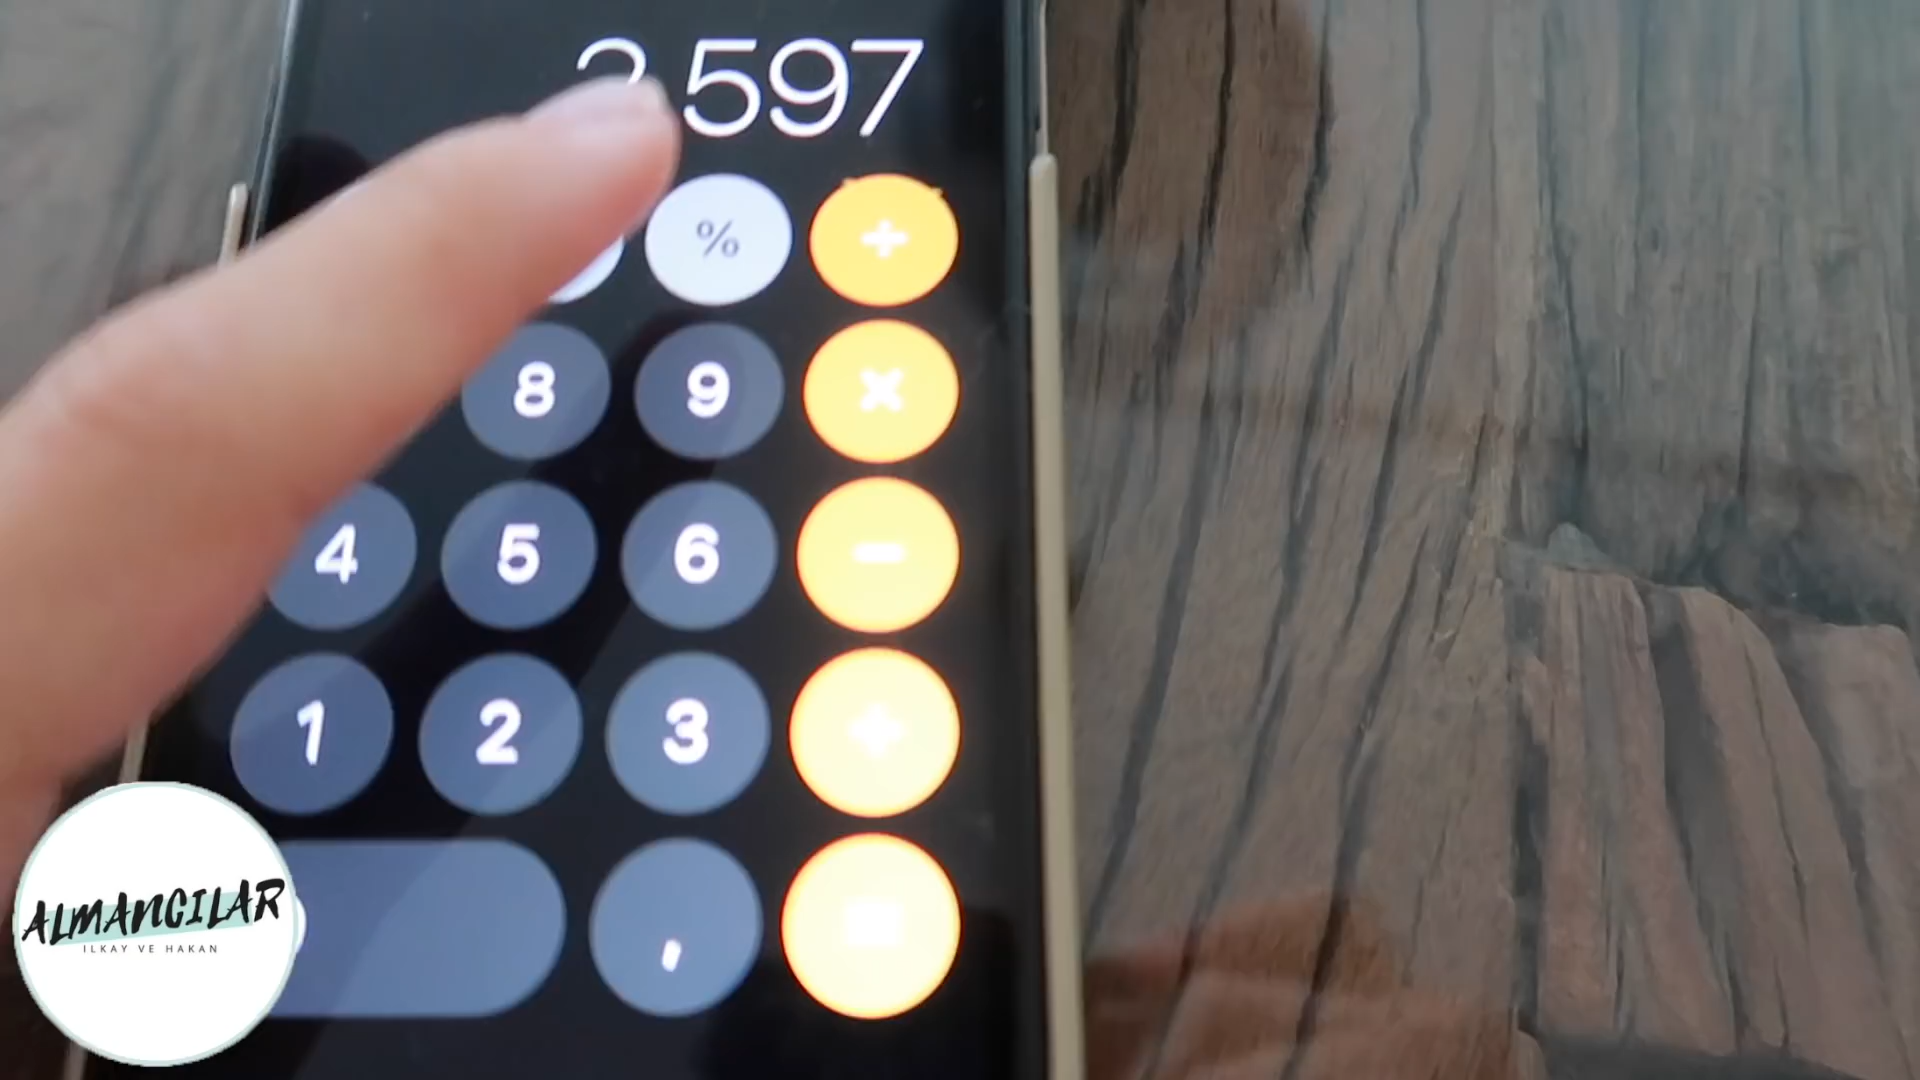 597
% ÷
8 9 ×
4 5 6 −
1 2 3 +
, =
ALMANCILAR
ILKAY VE HAKAN